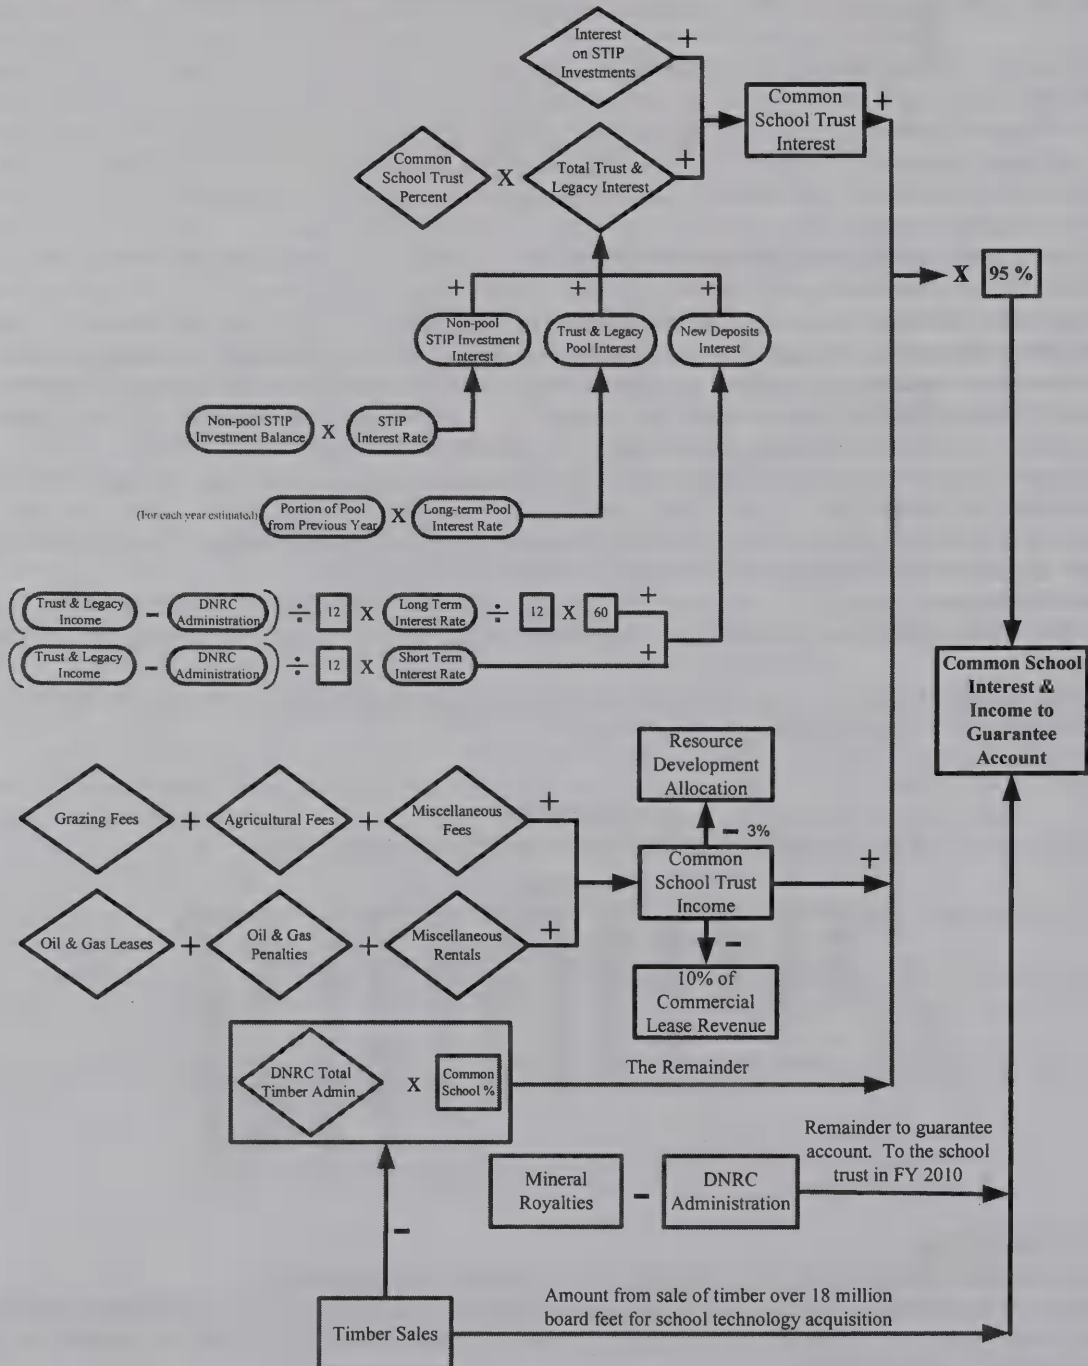 Interest
on STIP
Investments
+
Common
School Trust
Interest
+
Common
School Trust
Percent
X
Total Trust &
Legacy Interest
+
X
95 %
+
+
+
Non-pool
STIP Investment
Interest
Trust & Legacy
Pool Interest
New Deposits
Interest
Non-pool STIP
Investment Balance
X
STIP
Interest Rate
(For each year estimated)
Portion of Pool
from Previous Year
X
Long-term Pool
Interest Rate
(
Trust & Legacy
Income
-
DNRC
Administration
)
÷
12
X
Long Term
Interest Rate
÷
12
X
60
+
(
Trust & Legacy
Income
-
DNRC
Administration
)
÷
12
X
Short Term
Interest Rate
+
Common School
Interest &
Income to
Guarantee
Account
Resource
Development
Allocation
- 3%
Grazing Fees
+
Agricultural Fees
+
Miscellaneous
Fees
+
Common
School Trust
Income
+
Oil & Gas Leases
+
Oil & Gas
Penalties
+
Miscellaneous
Rentals
+
-
10% of
Commercial
Lease Revenue
DNRC Total
Timber Admin.
X
Common
School %
The Remainder
Mineral
Royalties
-
DNRC
Administration
Remainder to guarantee
account. To the school
trust in FY 2010
-
Timber Sales
Amount from sale of timber over 18 million
board feet for school technology acquisition